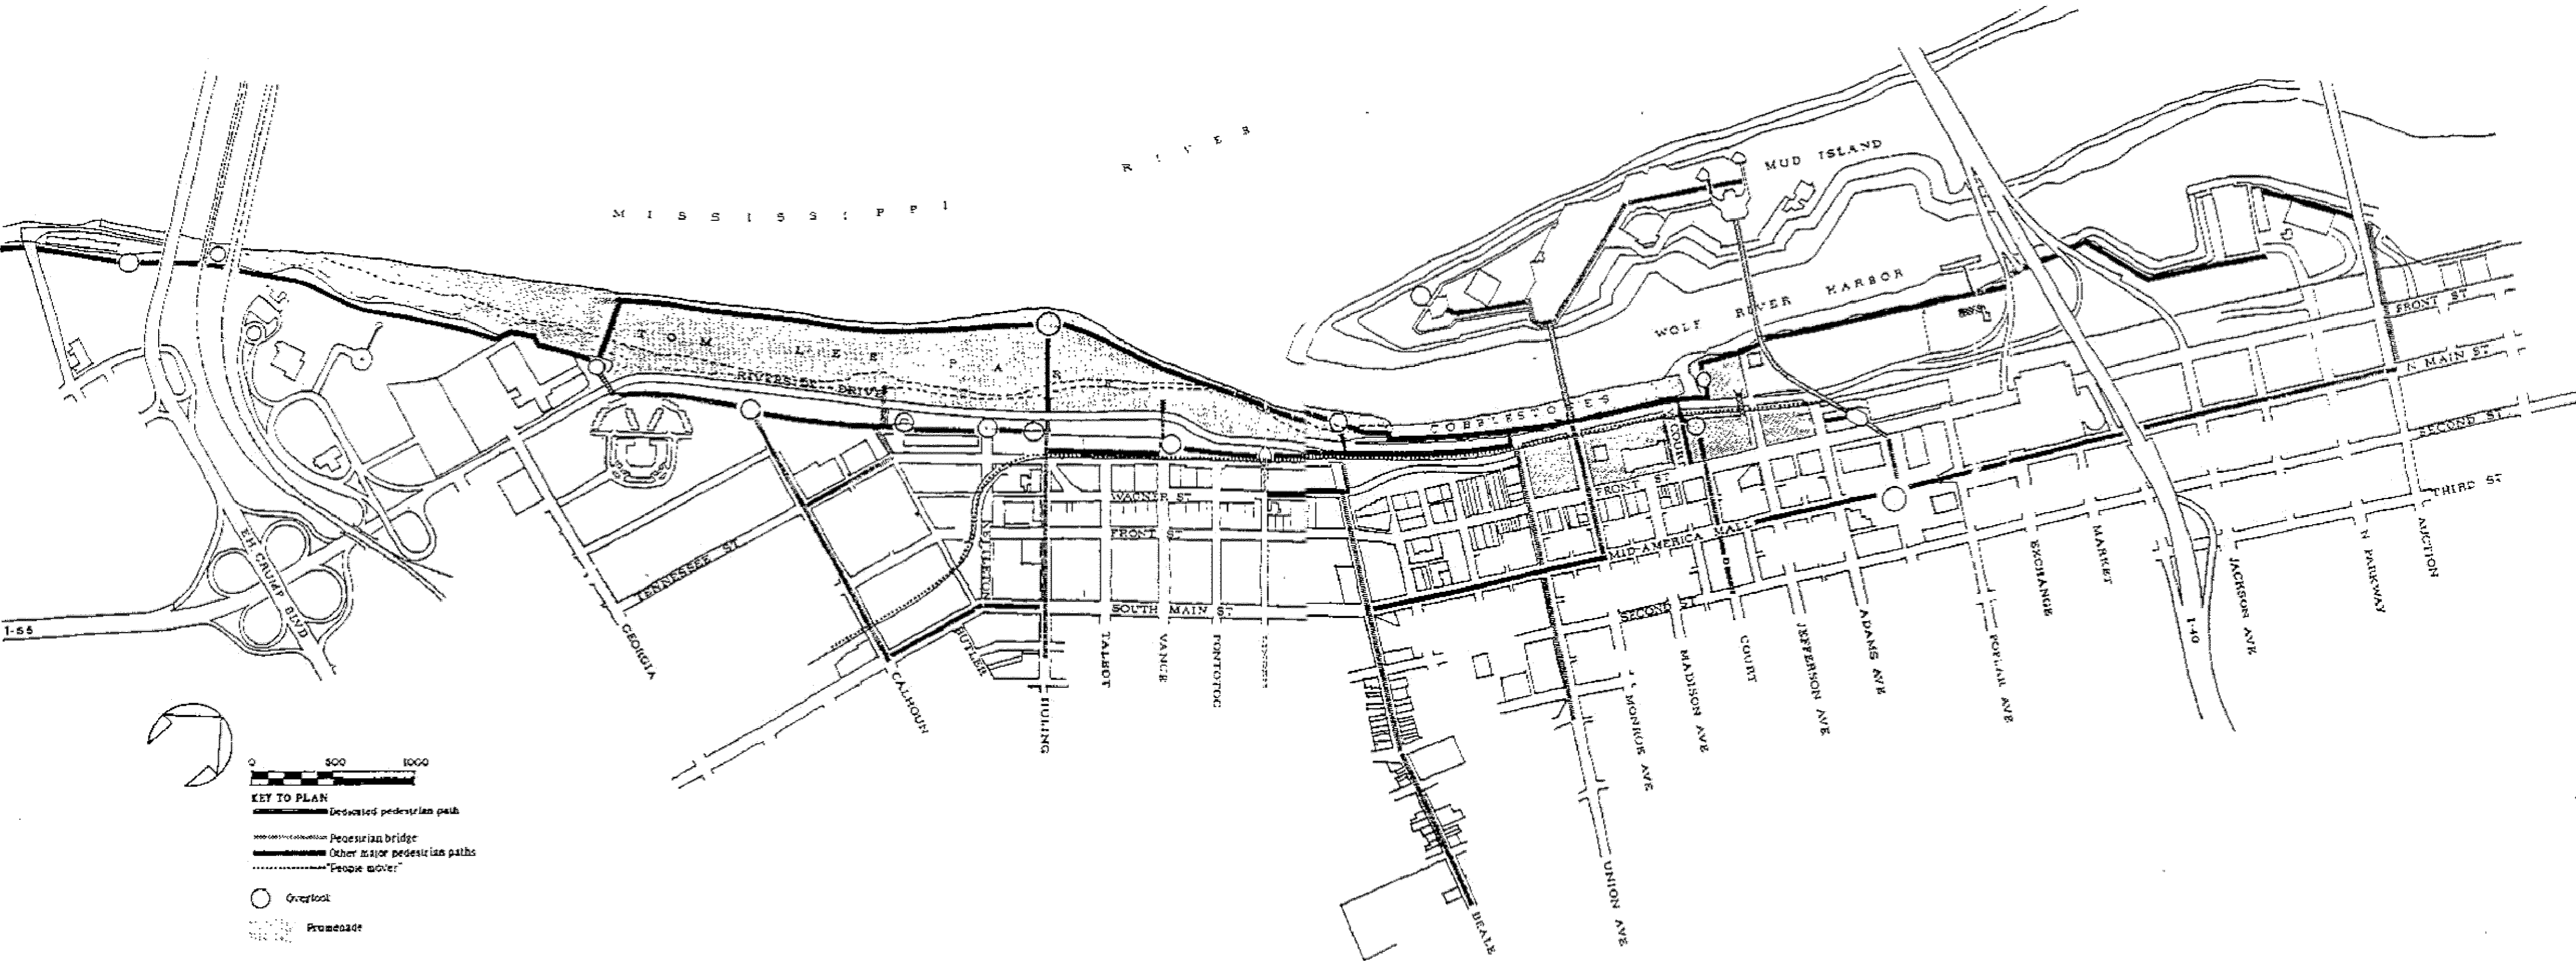 MISSISSIPPI
RIVER
MUD ISLAND
WOLF RIVER HARBOR
TOM LEE PARK
RIVERSIDE DRIVE
COBBLESTONES
FRONT ST
N MAIN ST
SECOND ST
THIRD ST
WAGNER ST
FRONT ST
FRONT ST
COURT
MID-AMERICA MALL
TENNESSEE ST
NETTLETON
SOUTH MAIN ST
SECOND ST
EH CRUMP BLVD
I-55
GEORGIA
CALHOUN
BUTLER
HULING
TALBOT
VANCE
PONTOTOC
BEALE
UNION AVE
MONROE AVE
MADISON AVE
COURT
JEFFERSON AVE
ADAMS AVE
POPLAR AVE
EXCHANGE
MARKET
I-40
JACKSON AVE
N PARKWAY
AUCTION
0 500 1000
KEY TO PLAN
Dedicated pedestrian path
Pedestrian bridge
Other major pedestrian paths
"People mover"
Overlook
Promenade